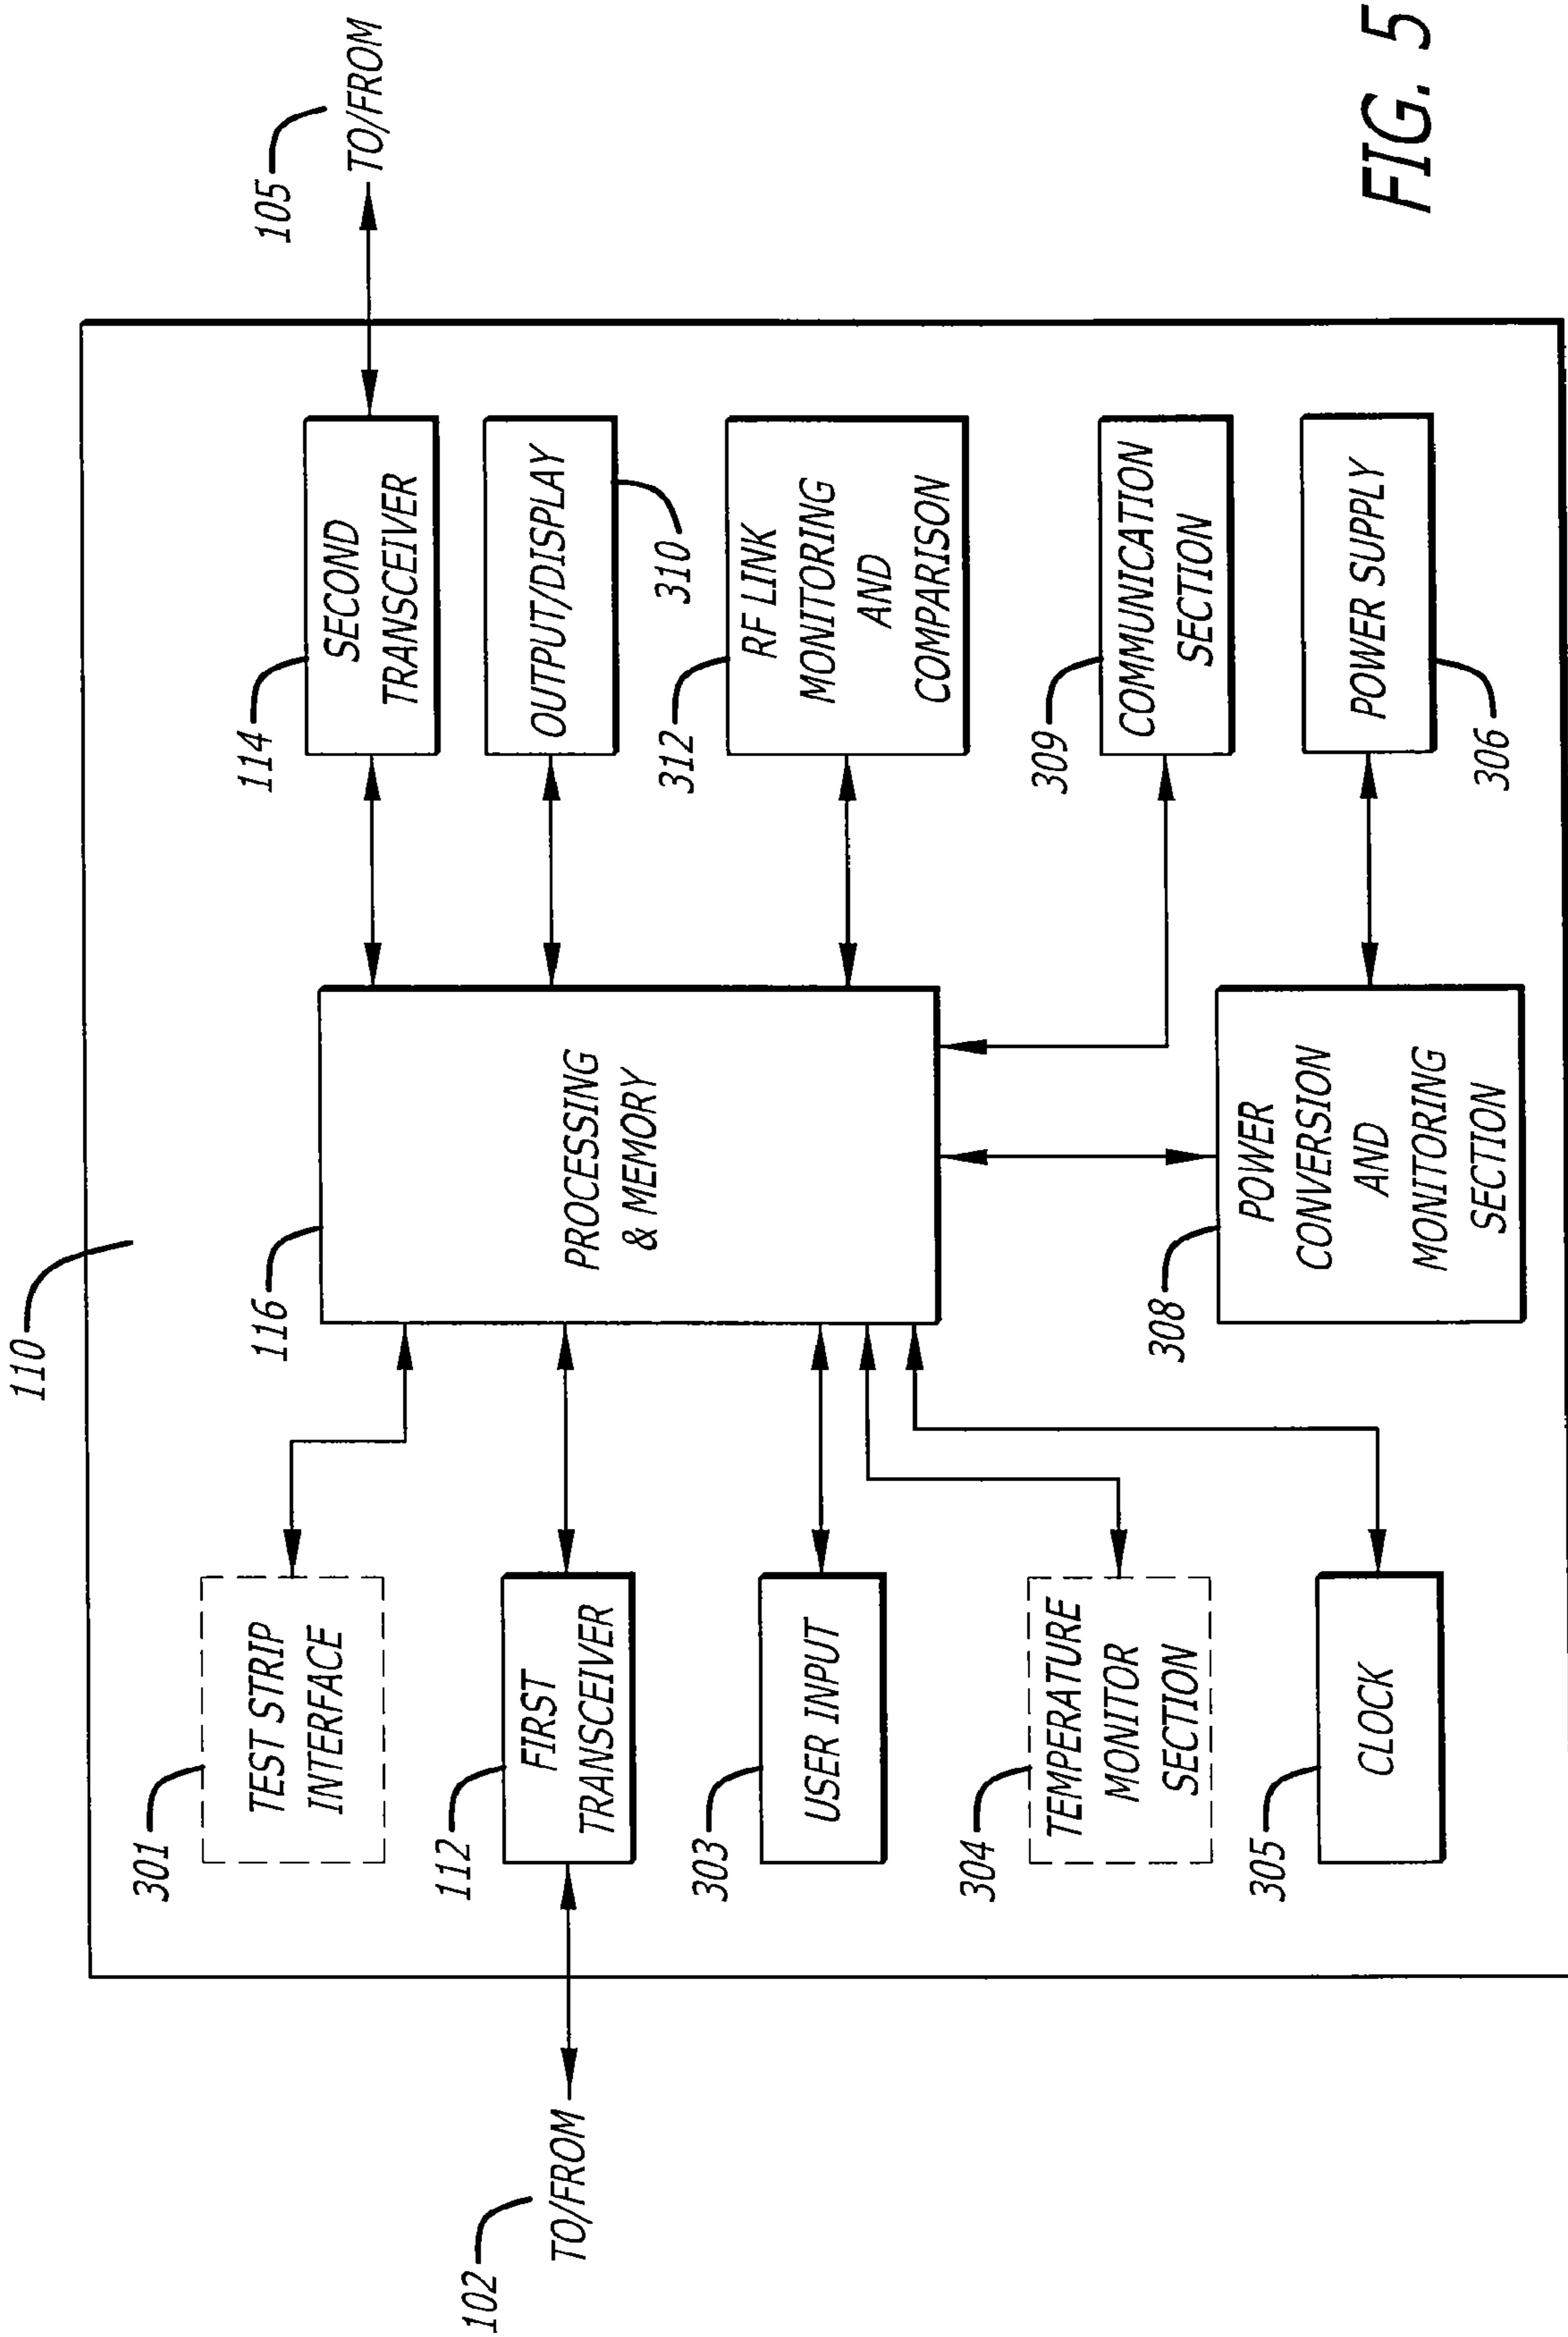 110
105
TO/FROM
301
TEST STRIP
INTERFACE
116
PROCESSING
& MEMORY
114
SECOND
TRANSCEIVER
OUTPUT/DISPLAY
310
102
TO/FROM
112
FIRST
TRANSCEIVER
312
RF LINK
MONITORING
AND
COMPARISON
303
USER INPUT
304
TEMPERATURE
MONITOR
SECTION
309
COMMUNICATION
SECTION
305
CLOCK
308
POWER
CONVERSION
AND
MONITORING
SECTION
POWER SUPPLY
306
FIG. 5